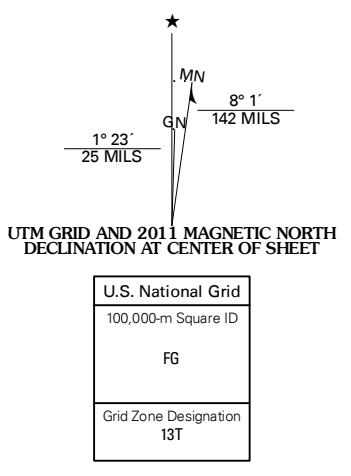 ★
MN
8° 1´
142 MILS
GN
1° 23´
25 MILS
UTM GRID AND 2011 MAGNETIC NORTH
DECLINATION AT CENTER OF SHEET
U.S. National Grid
100,000-m Square ID
FG
Grid Zone Designation
13T